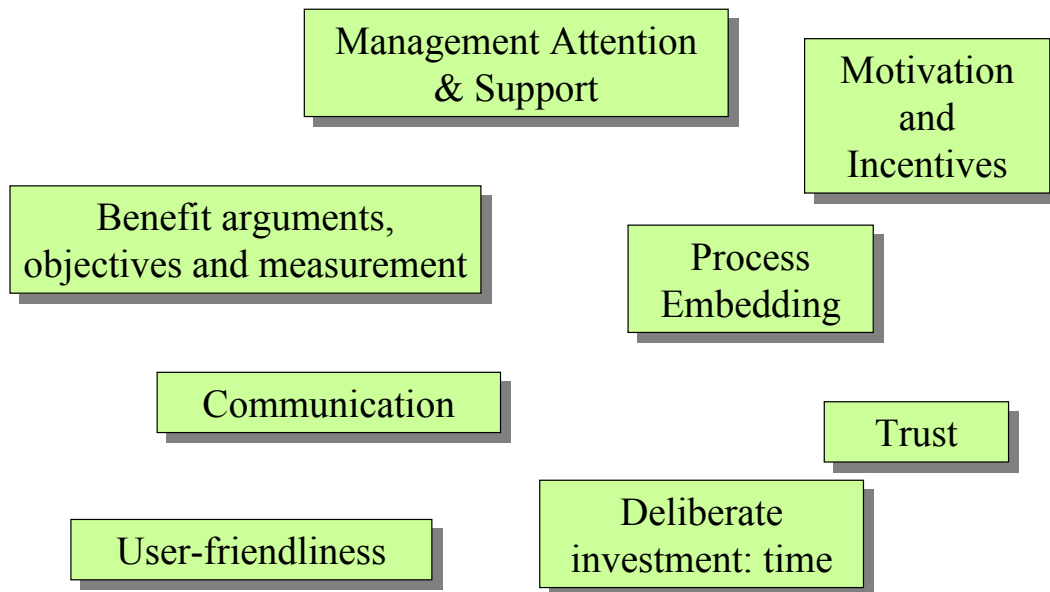 Management Attention
& Support
Motivation
and
Incentives
Benefit arguments,
objectives and measurement
Process
Embedding
Communication
Trust
Deliberate
investment: time
User-friendliness